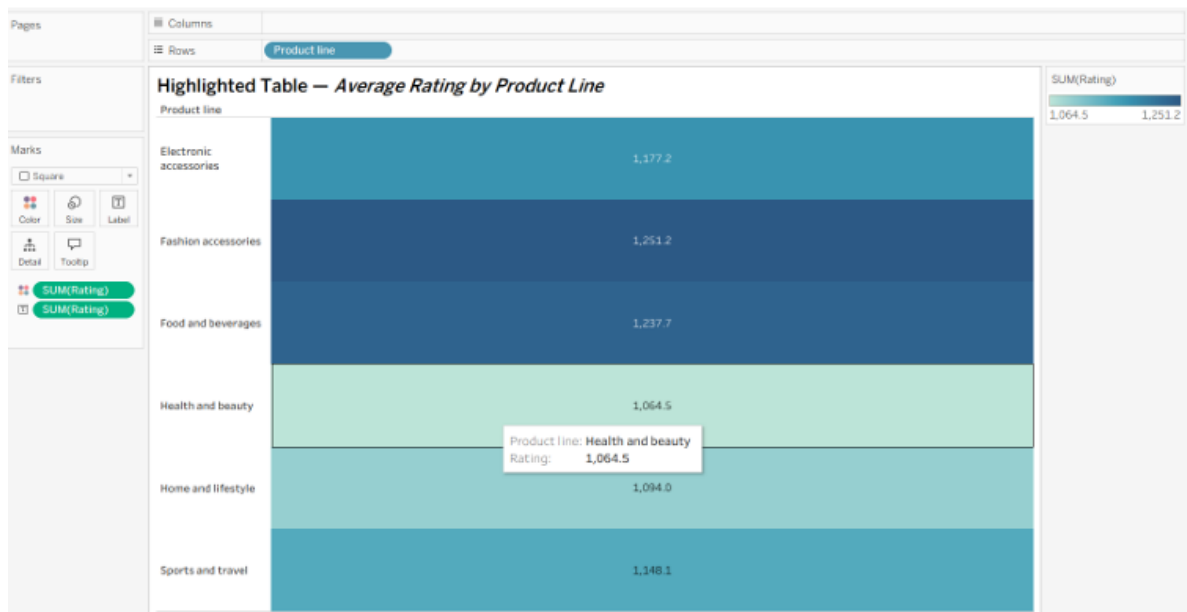 Pages
Columns
Rows
Product line
Filters
Marks
Square
Color
Size
Label
Detail
Tooltip
SUM(Rating)
SUM(Rating)
Highlighted Table — Average Rating by Product Line
Product line
Electronic
accessories
1,177.2
Fashion accessories
1,251.2
Food and beverages
1,237.7
Health and beauty
1,064.5
Product line: Health and beauty
Rating: 1,064.5
Home and lifestyle
1,094.0
Sports and travel
1,148.1
SUM(Rating)
1,064.5 1,251.2